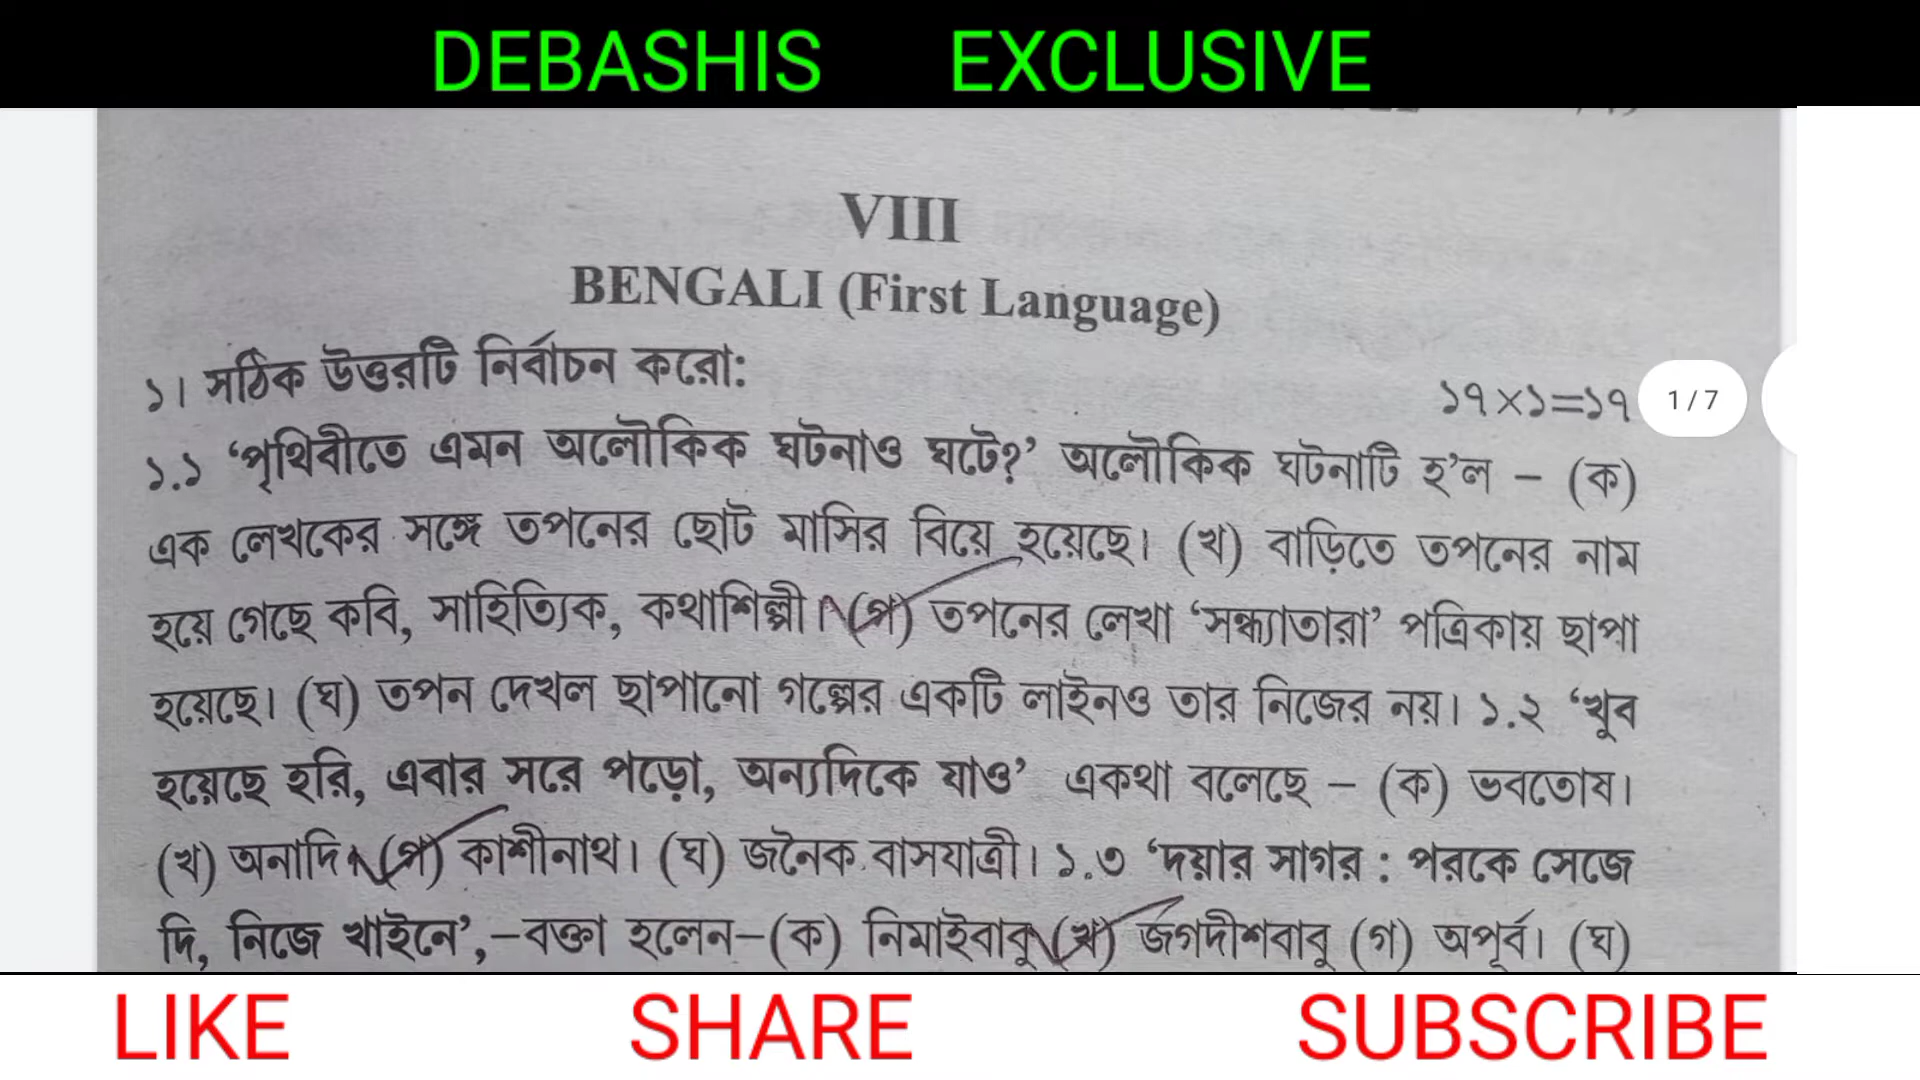 DEBASHIS EXCLUSIVE
VIII
BENGALI (First Language)
১। সঠিক উত্তরটি নির্বাচন করো:
১৭×১=১৭
1 / 7
১.১ ‘পৃথিবীতে এমন অলৌকিক ঘটনাও ঘটে?’ অলৌকিক ঘটনাটি হ’ল – (ক)
এক লেখকের সঙ্গে তপনের ছোট মাসির বিয়ে হয়েছে। (খ) বাড়িতে তপনের নাম
হয়ে গেছে কবি, সাহিত্যিক, কথাশিল্পী। (গ) তপনের লেখা ‘সন্ধ্যাতারা’ পত্রিকায় ছাপা
হয়েছে। (ঘ) তপন দেখল ছাপানো গল্পের একটি লাইনও তার নিজের নয়। ১.২ ‘খুব
হয়েছে হরি, এবার সরে পড়ো, অন্যদিকে যাও’ একথা বলেছে – (ক) ভবতোষ।
(খ) অনাদি। (গ) কাশীনাথ। (ঘ) জনৈক বাসযাত্রী। ১.৩ ‘দয়ার সাগর : পরকে সেজে
দি, নিজে খাইনে’,–বক্তা হলেন–(ক) নিমাইবাবু (খ) জগদীশবাবু (গ) অপূর্ব। (ঘ)
LIKE SHARE SUBSCRIBE